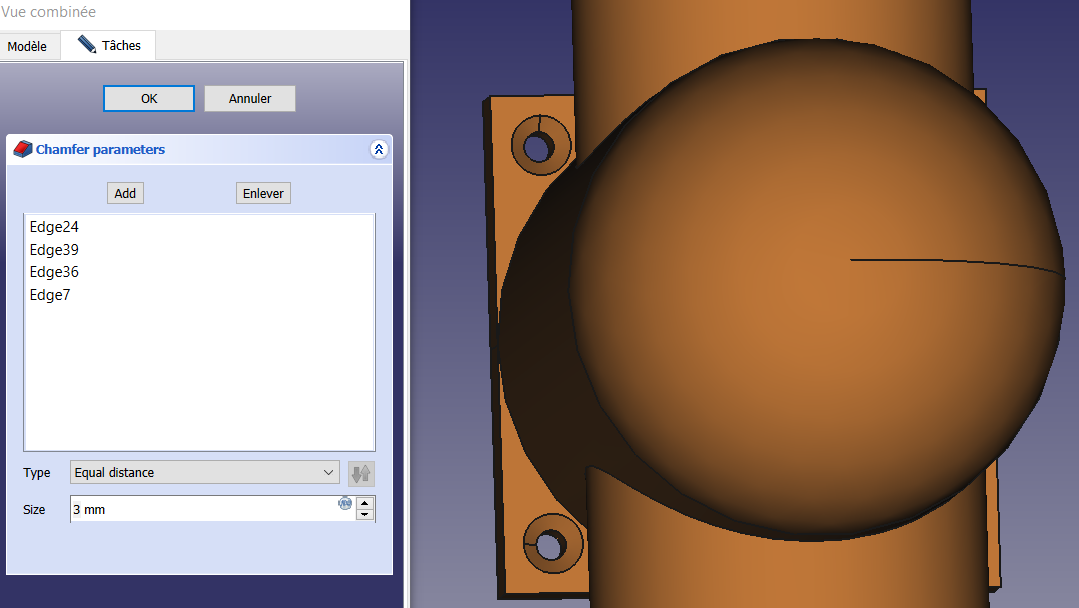 Vue combinée
Modèle
Tâches
OK
Annuler
Chamfer parameters
Add
Enlever
Edge24
Edge39
Edge36
Edge7
Type
Equal distance
Size
3 mm